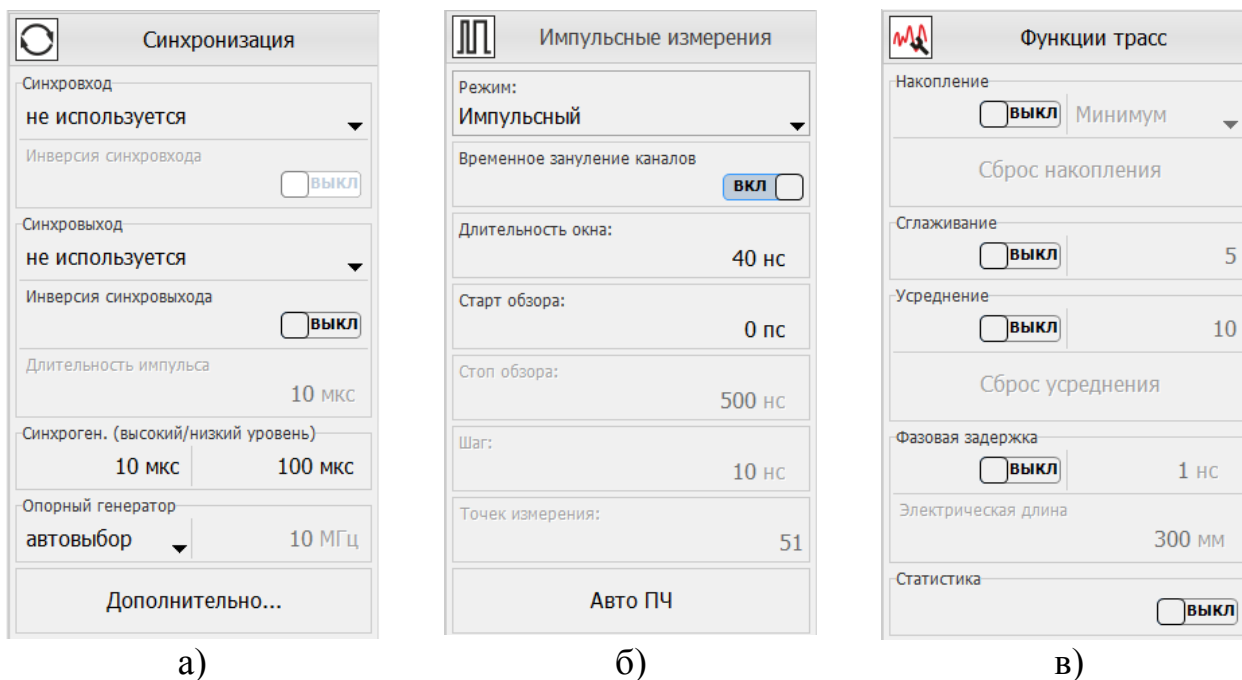 Синхронизация
Синхровход
не используется
Инверсия синхровхода
ВЫКЛ
Синхровыход
не используется
Инверсия синхровыхода
ВЫКЛ
Длительность импульса
10 мкс
Синхроген. (высокий/низкий уровень)
10 мкс 100 мкс
Опорный генератор
автовыбор 10 МГц
Дополнительно...
а)
Импульсные измерения
Режим:
Импульсный
Временное зануление каналов
ВКЛ
Длительность окна:
40 нс
Старт обзора:
0 пс
Стоп обзора:
500 нс
Шаг:
10 нс
Точек измерения:
51
Авто ПЧ
б)
Функции трасс
Накопление
ВЫКЛ Минимум
Сброс накопления
Сглаживание
ВЫКЛ 5
Усреднение
ВЫКЛ 10
Сброс усреднения
Фазовая задержка
ВЫКЛ 1 нс
Электрическая длина
300 мм
Статистика
ВЫКЛ
в)